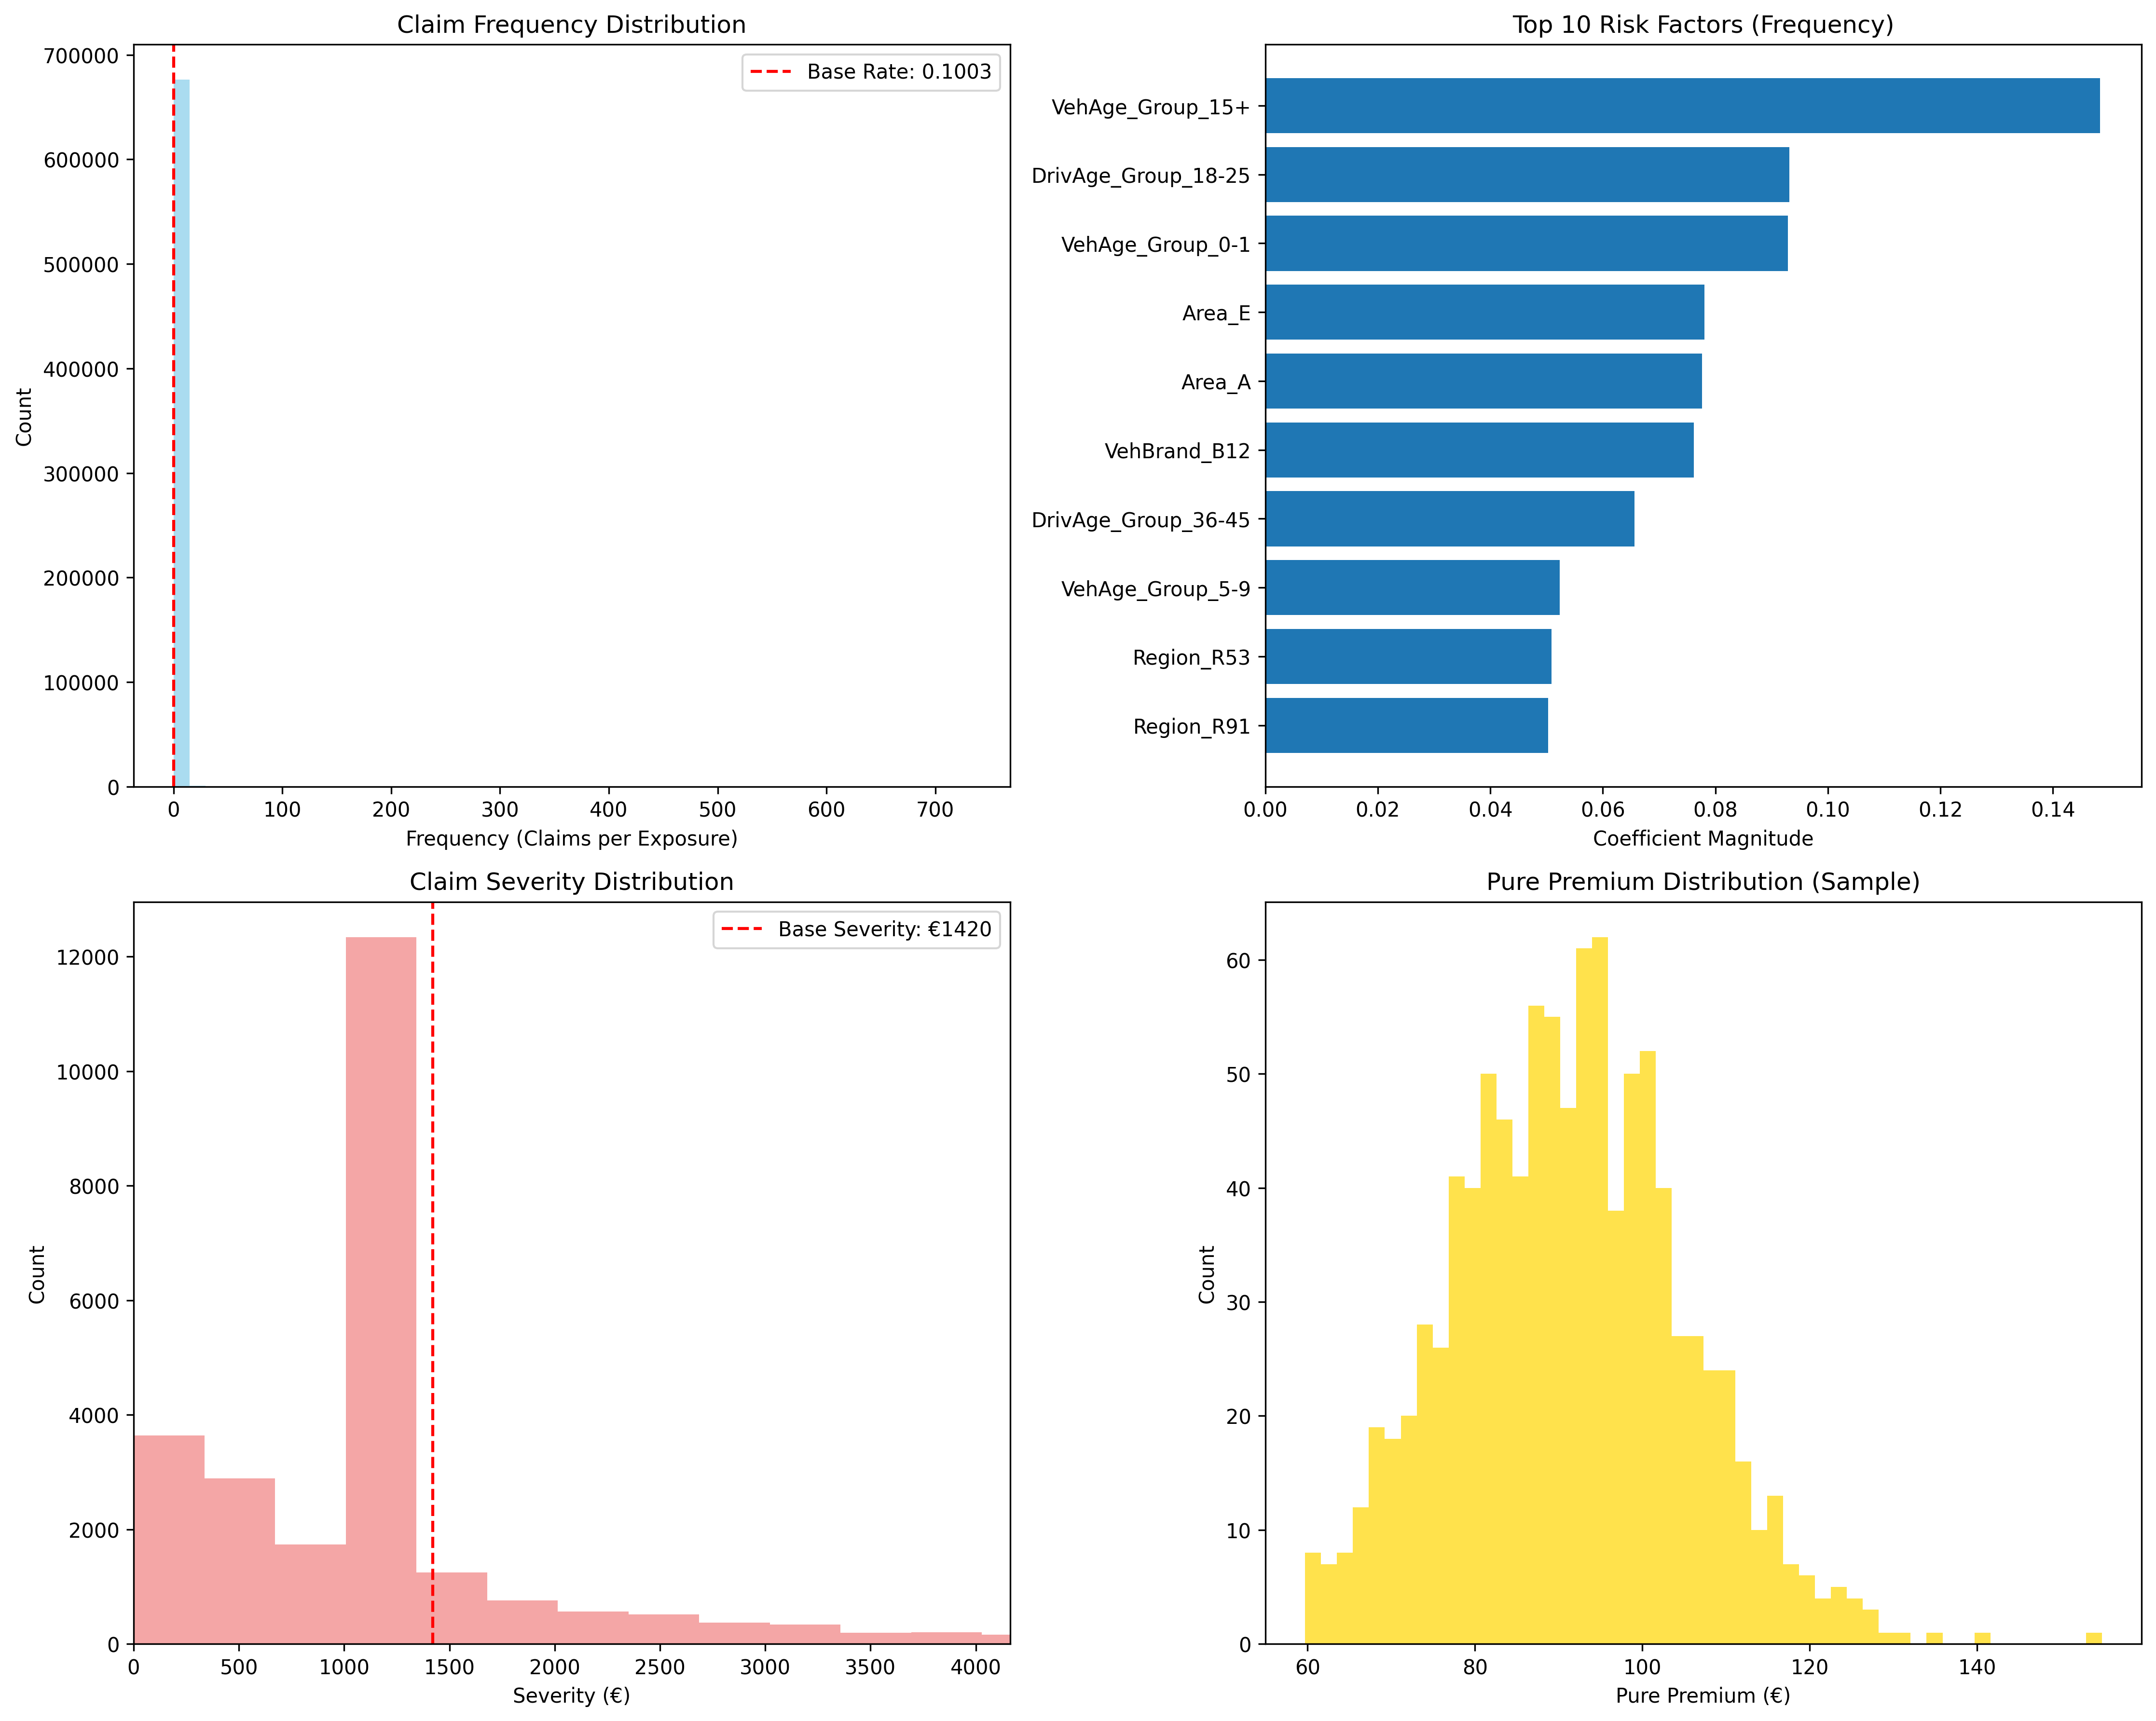 Claim Frequency Distribution
700000
600000
500000
400000
300000
200000
100000
0
Count
0 100 200 300 400 500 600 700
Frequency (Claims per Exposure)
Base Rate: 0.1003
Top 10 Risk Factors (Frequency)
VehAge_Group_15+
DrivAge_Group_18-25
VehAge_Group_0-1
Area_E
Area_A
VehBrand_B12
DrivAge_Group_36-45
VehAge_Group_5-9
Region_R53
Region_R91
0.00 0.02 0.04 0.06 0.08 0.10 0.12 0.14
Coefficient Magnitude
Claim Severity Distribution
12000
10000
8000
6000
4000
2000
0
Count
0 500 1000 1500 2000 2500 3000 3500 4000
Severity (€)
Base Severity: €1420
Pure Premium Distribution (Sample)
60
50
40
30
20
10
0
Count
60 80 100 120 140
Pure Premium (€)